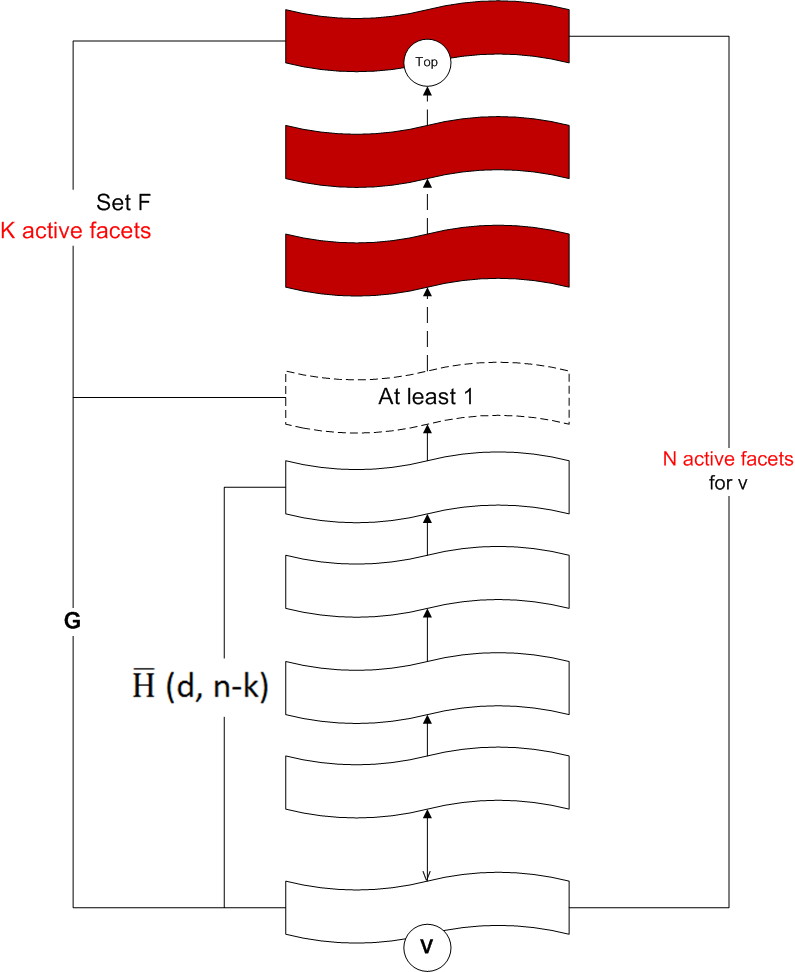 Top
Set F
K active facets
At least 1
N active facets
for v
G
H̅ (d, n-k)
V